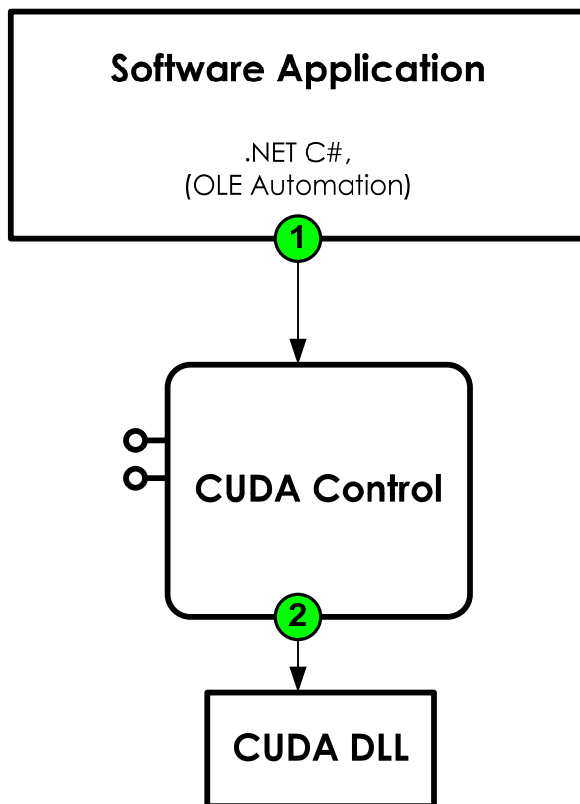 Software Application
.NET C#,
(OLE Automation)
1
CUDA Control
2
CUDA DLL